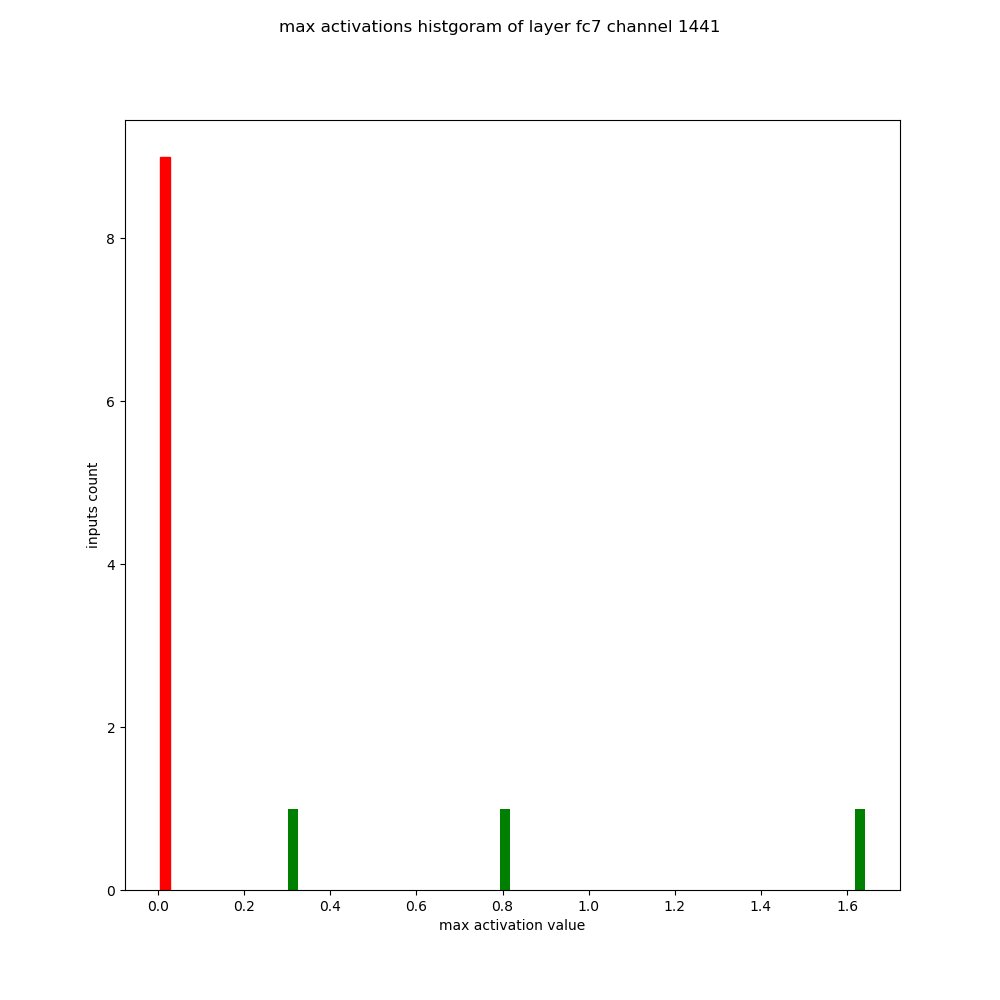 max activations histgoram of layer fc7 channel 1441
8
6
4
2
0
inputs count
0.0 0.2 0.4 0.6 0.8 1.0 1.2 1.4 1.6
max activation value